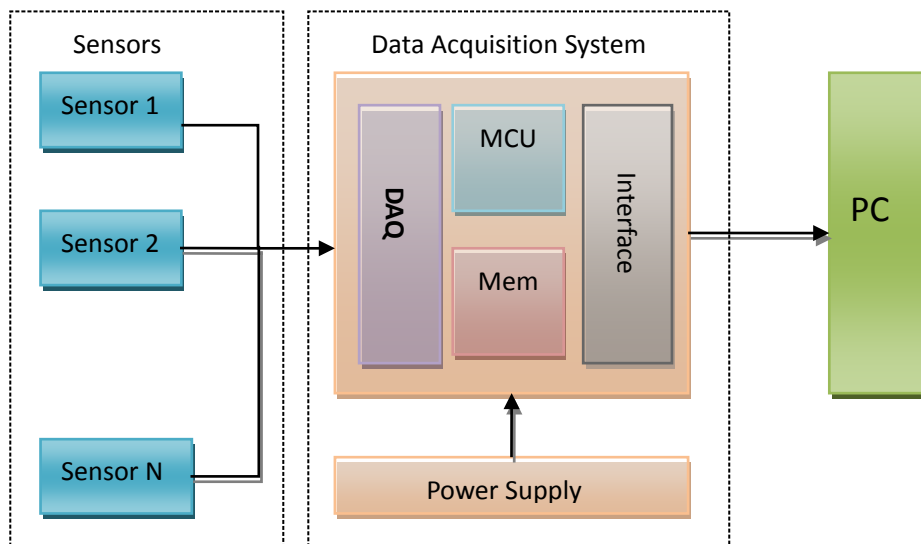 Sensors
Sensor 1
Sensor 2
Sensor N
Data Acquisition System
DAQ
MCU
Mem
Interface
Power Supply
PC